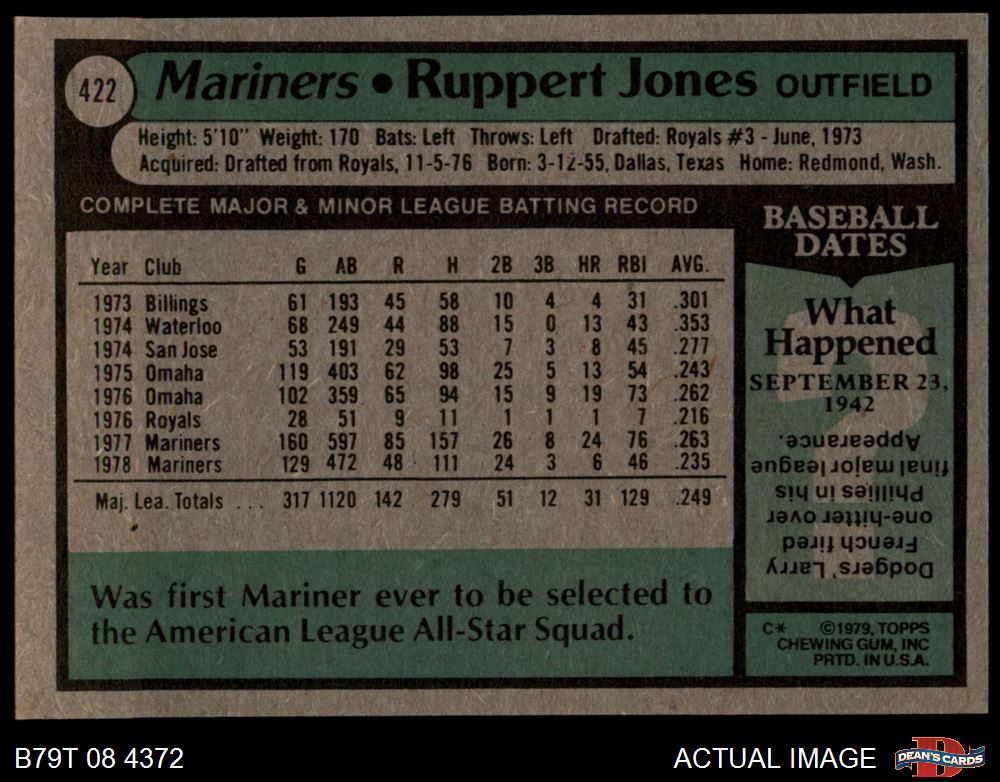 422
Mariners • Ruppert Jones OUTFIELD
Height: 5'10" Weight: 170 Bats: Left Throws: Left Drafted: Royals #3 - June, 1973
Acquired: Drafted from Royals, 11-5-76 Born: 3-12-55, Dallas, Texas Home: Redmond, Wash.
COMPLETE MAJOR & MINOR LEAGUE BATTING RECORD
Year Club G AB R H 2B 3B HR RBI AVG.
1973 Billings 61 193 45 58 10 4 4 31 .301
1974 Waterloo 68 249 44 88 15 0 13 43 .353
1974 San Jose 53 191 29 53 7 3 8 45 .277
1975 Omaha 119 403 62 98 25 5 13 54 .243
1976 Omaha 102 359 65 94 15 9 19 73 .262
1976 Royals 28 51 9 11 1 1 1 7 .216
1977 Mariners 160 597 85 157 26 8 24 76 .263
1978 Mariners 129 472 48 111 24 3 6 46 .235
Maj. Lea. Totals . . . 317 1120 142 279 51 12 31 129 .249
Was first Mariner ever to be selected to
the American League All-Star Squad.
BASEBALL
DATES
What
Happened
SEPTEMBER 23,
1942
Dodgers' Larry
French fired
one-hitter over
Phillies in his
final major league
Appearance.
C* ©1979, TOPPS
CHEWING GUM, INC
PRTD. IN U.S.A.
B79T 08 4372
ACTUAL IMAGE
D
DEAN'S CARDS